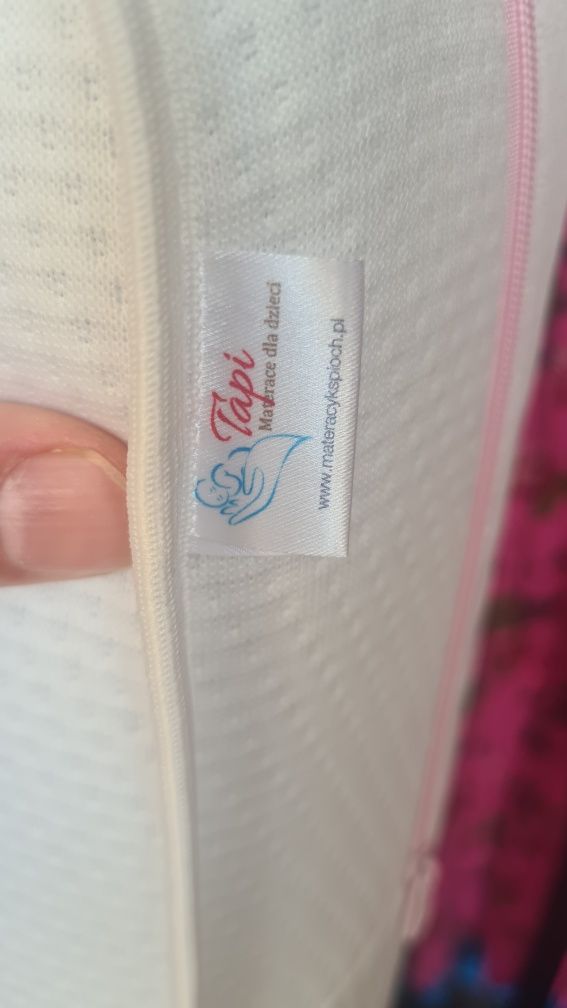 Tapi
Materace dla dzieci
www.materacykspioch.pl